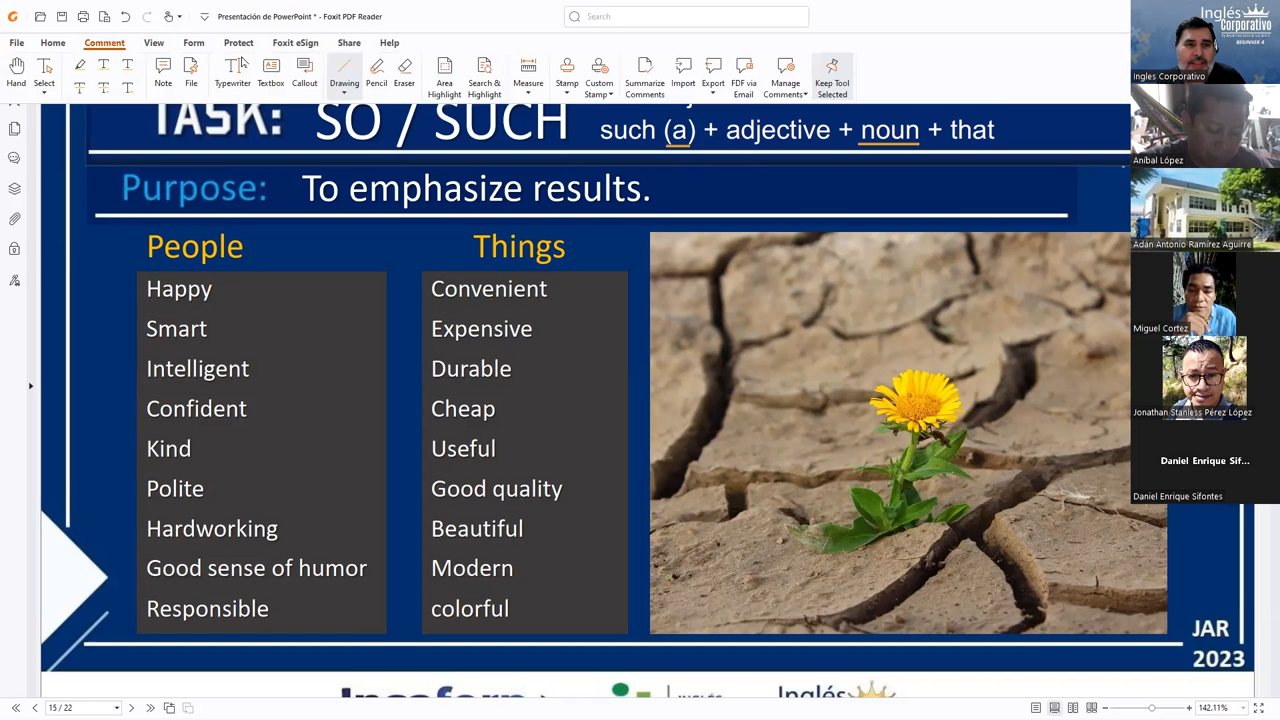 Presentación de PowerPoint * - Foxit PDF Reader
Search
File Home Comment View Form Protect Foxit eSign Share Help
Hand Select Note File Typewriter Textbox Callout Drawing Pencil Eraser Area Highlight Search & Highlight Measure Stamp Custom Stamp Summarize Comments Import Export FDF via Email Manage Comments Keep Tool Selected
TASK: SO / SUCH such (a) + adjective + noun + that
Purpose: To emphasize results.
People
Happy
Smart
Intelligent
Confident
Kind
Polite
Hardworking
Good sense of humor
Responsible
Things
Convenient
Expensive
Durable
Cheap
Useful
Good quality
Beautiful
Modern
colorful
JAR
2023
Inglés
Corporativo
BEGINNER 4
Ingles Corporativo
Aníbal López
Adán Antonio Ramírez Aguirre
Miguel Cortez
Jonathan Stanless Pérez López
Daniel Enrique Sif...
Daniel Enrique Sifontes
15 / 22
142.11%